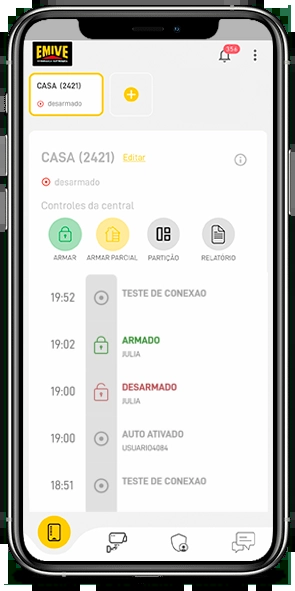 EMIVE
356
CASA (2421)
desarmado
CASA (2421) Editar
desarmado
Controles da central
ARMAR ARMAR PARCIAL PARTIÇÃO RELATÓRIO
19:52 TESTE DE CONEXAO
19:02 ARMADO
JULIA
19:00 DESARMADO
JULIA
19:00 AUTO ATIVADO
USUARIO4084
18:51 TESTE DE CONEXAO